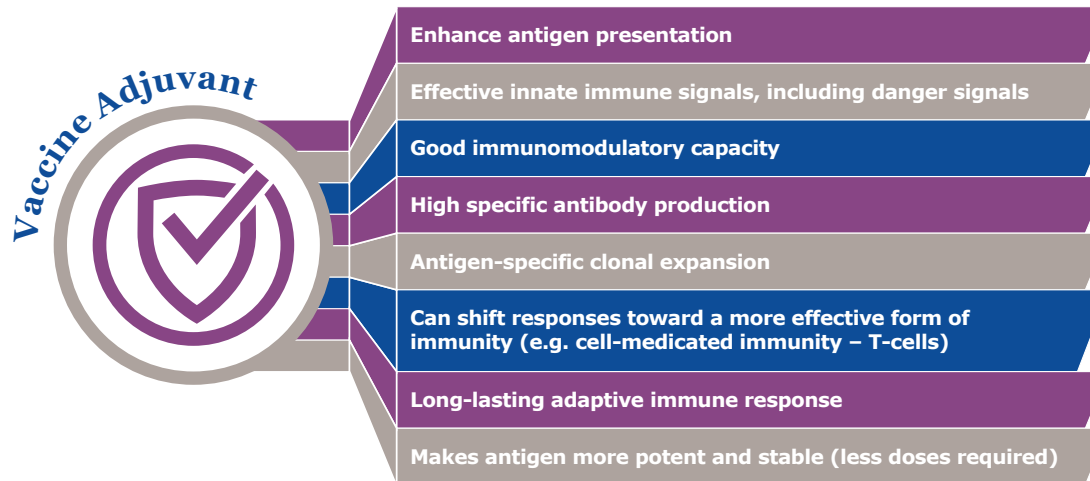 Vaccine Adjuvant
Enhance antigen presentation
Effective innate immune signals, including danger signals
Good immunomodulatory capacity
High specific antibody production
Antigen-specific clonal expansion
Can shift responses toward a more effective form of
immunity (e.g. cell-medicated immunity – T-cells)
Long-lasting adaptive immune response
Makes antigen more potent and stable (less doses required)